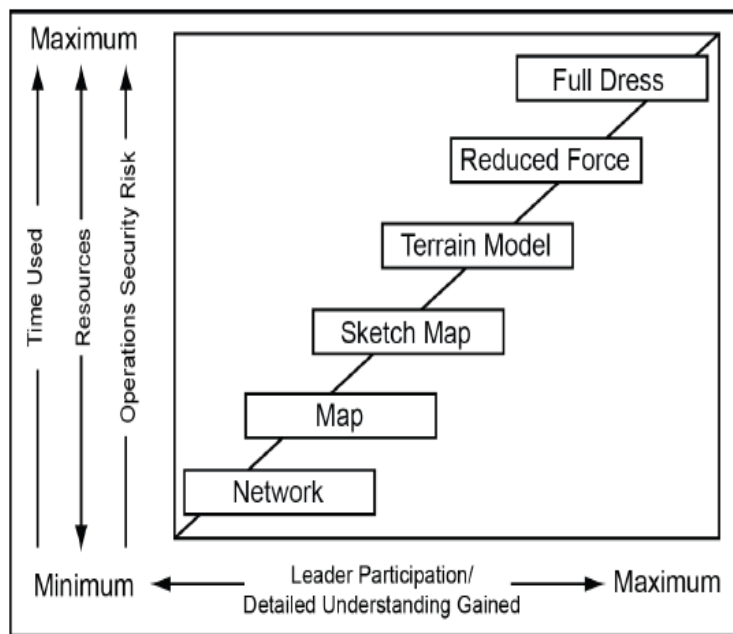 Maximum
Time Used
Resources
Operations Security Risk
Full Dress
Reduced Force
Terrain Model
Sketch Map
Map
Network
Minimum
Leader Participation/
Detailed Understanding Gained
Maximum